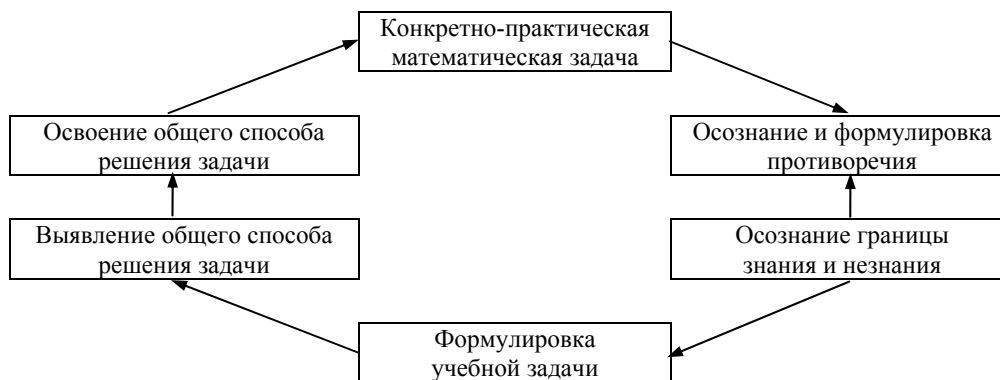 Конкретно-практическая
математическая задача
Освоение общего способа
решения задачи
Осознание и формулировка
противоречия
Выявление общего способа
решения задачи
Осознание границы
знания и незнания
Формулировка
учебной задачи